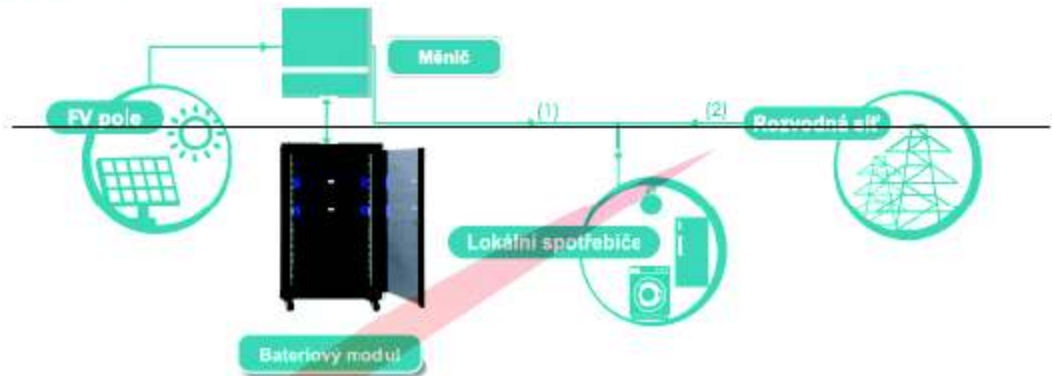 Měnič
FV pole
(1)
(2)
Rozvodná síť
Lokální spotřebiče
Bateriový modul